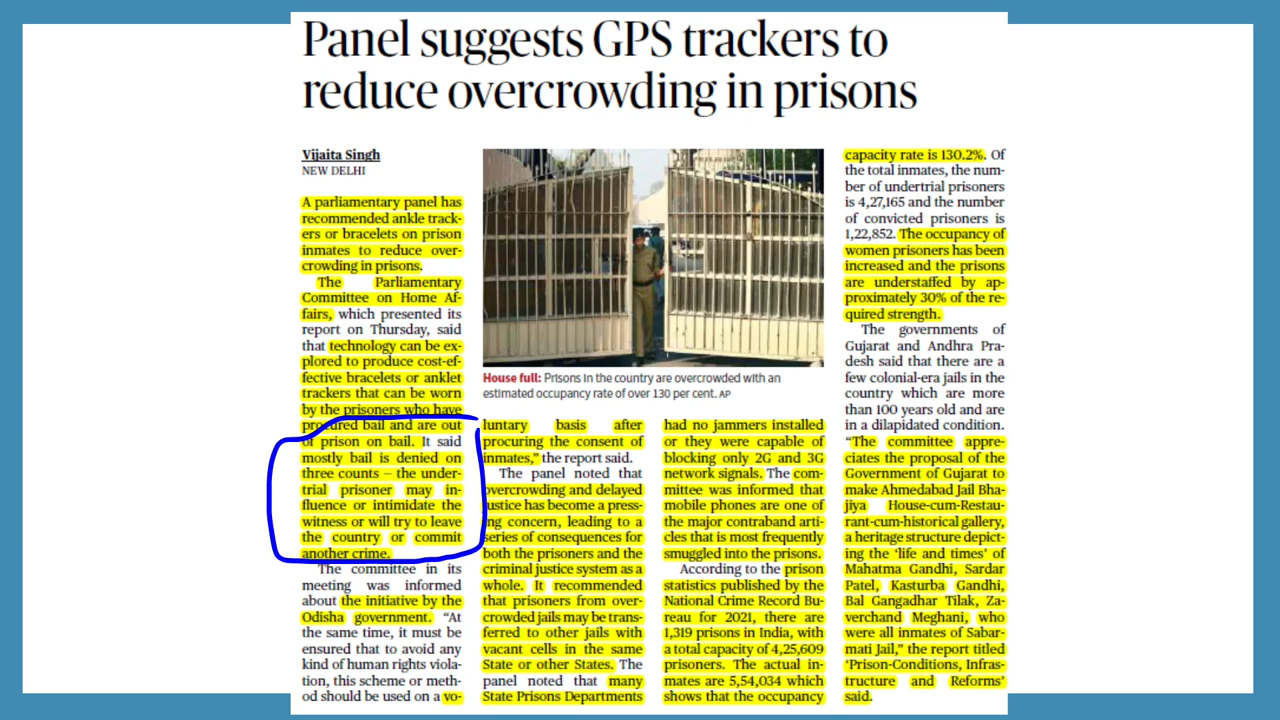 Panel suggests GPS trackers to
reduce overcrowding in prisons
Vijaita Singh
NEW DELHI
A parliamentary panel has
recommended ankle track-
ers or bracelets on prison
inmates to reduce over-
crowding in prisons.
The Parliamentary
Committee on Home Af-
fairs, which presented its
report on Thursday, said
that technology can be ex-
plored to produce cost-ef-
fective bracelets or anklet
trackers that can be worn
by the prisoners who have
procured bail and are out
of prison on bail. It said
mostly bail is denied on
three counts – the under-
trial prisoner may in-
fluence or intimidate the
witness or will try to leave
the country or commit
another crime.
The committee in its
meeting was informed
about the initiative by the
Odisha government. “At
the same time, it must be
ensured that to avoid any
kind of human rights viola-
tion, this scheme or meth-
od should be used on a vo-
House full: Prisons in the country are overcrowded with an
estimated occupancy rate of over 130 per cent. AP
luntary basis after
procuring the consent of
inmates,” the report said.
The panel noted that
overcrowding and delayed
justice has become a press-
ing concern, leading to a
series of consequences for
both the prisoners and the
criminal justice system as a
whole. It recommended
that prisoners from over-
crowded jails may be trans-
ferred to other jails with
vacant cells in the same
State or other States. The
panel noted that many
State Prisons Departments
had no jammers installed
or they were capable of
blocking only 2G and 3G
network signals. The com-
mittee was informed that
mobile phones are one of
the major contraband arti-
cles that is most frequently
smuggled into the prisons.
According to the prison
statistics published by the
National Crime Record Bu-
reau for 2021, there are
1,319 prisons in India, with
a total capacity of 4,25,609
prisoners. The actual in-
mates are 5,54,034 which
shows that the occupancy
capacity rate is 130.2%. Of
the total inmates, the num-
ber of undertrial prisoners
is 4,27,165 and the number
of convicted prisoners is
1,22,852. The occupancy of
women prisoners has been
increased and the prisons
are understaffed by ap-
proximately 30% of the re-
quired strength.
The governments of
Gujarat and Andhra Pra-
desh said that there are a
few colonial-era jails in the
country which are more
than 100 years old and are
in a dilapidated condition.
“The committee appre-
ciates the proposal of the
Government of Gujarat to
make Ahmedabad Jail Bha-
jiya House-cum-Restau-
rant-cum-historical gallery,
a heritage structure depict-
ing the ‘life and times’ of
Mahatma Gandhi, Sardar
Patel, Kasturba Gandhi,
Bal Gangadhar Tilak, Za-
verchand Meghani, who
were all inmates of Sabar-
mati Jail,” the report titled
‘Prison-Conditions, Infras-
tructure and Reforms’
said.